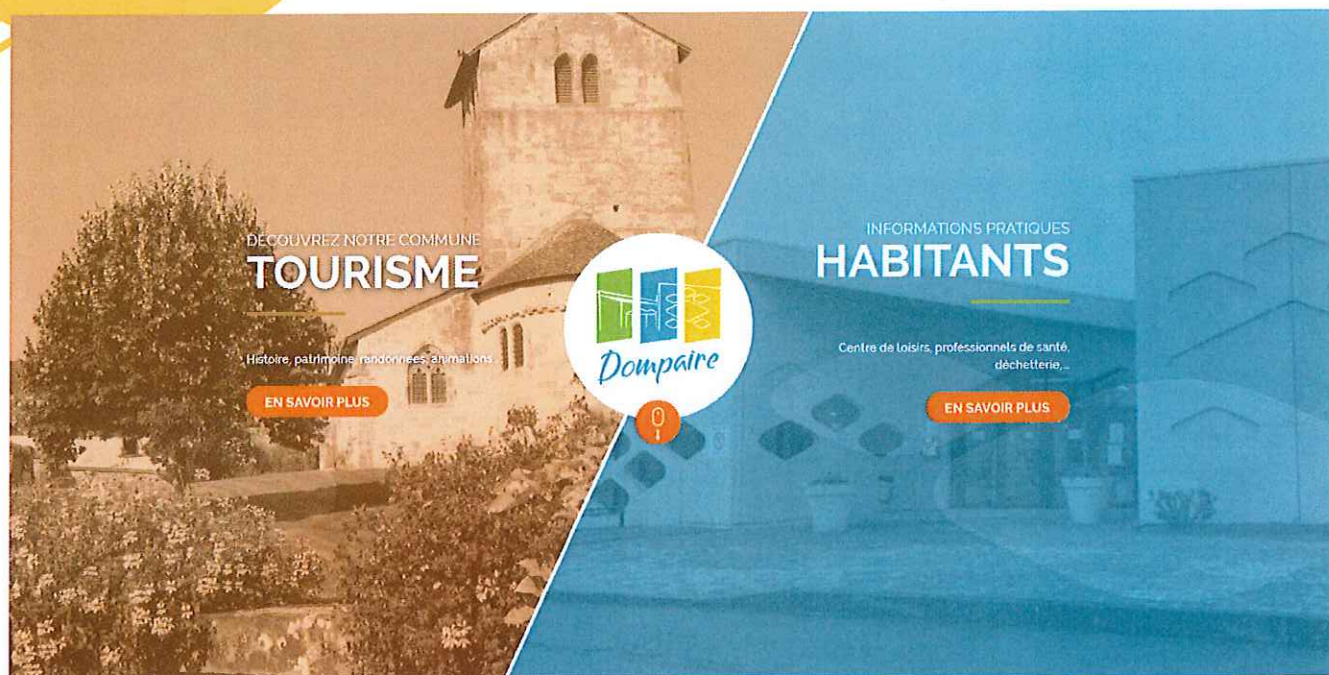 DÉCOUVREZ NOTRE COMMUNE
TOURISME
Histoire, patrimoine, randonnées, animations...
EN SAVOIR PLUS
Dompaire
INFORMATIONS PRATIQUES
HABITANTS
Centre de loisirs, professionnels de santé,
déchetterie,...
EN SAVOIR PLUS